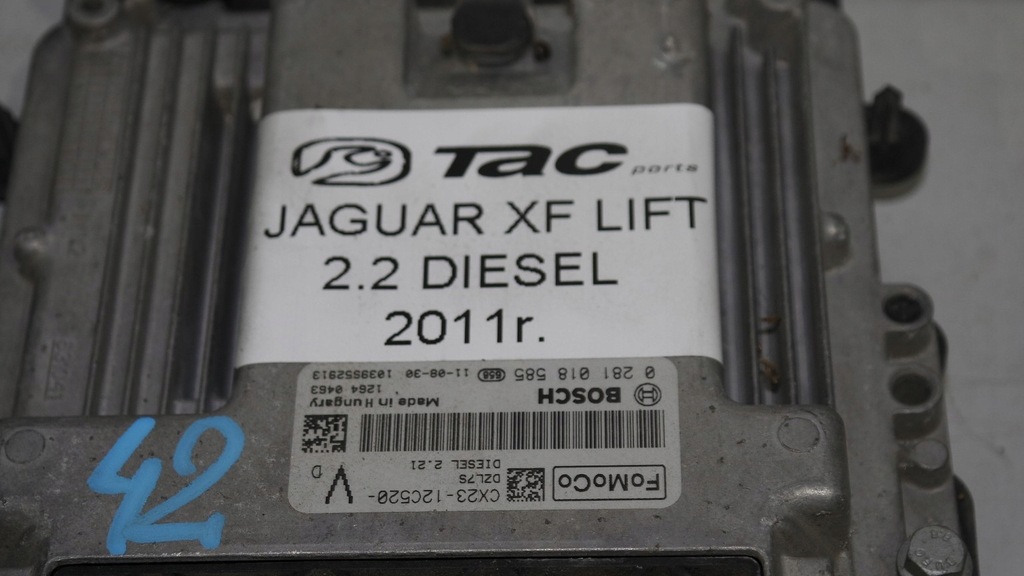 TAC parts
JAGUAR XF LIFT
2.2 DIESEL
2011r.
FoMoCo
CX23-12C520-
DZL7S
DIESEL 2.2l
V
D
BOSCH
Made in Hungary
0 281 018 585 658 11-08-30 1039S52913
1264 0463
42